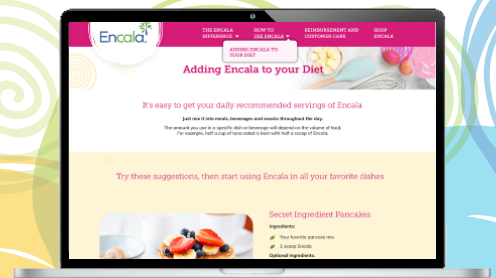 Encala
THE ENCALA
DIFFERENCE
HOW TO
USE ENCALA
REIMBURSEMENT AND
CUSTOMER CARE
SHOP
ENCALA
ADDING ENCALA TO
YOUR DIET
Adding Encala to your Diet
It's easy to get your daily recommended servings of Encala
Just mix it into meals, beverages and snacks throughout the day.
The amount you use in a specific dish or beverage will depend on the volume of food.
For example, half a cup of tuna salad is best with half a scoop of Encala.
Try these suggestions, then start using Encala in all your favorite dishes
Secret Ingredient Pancakes
Ingredients:
Your favorite pancake mix
1 scoop Encala
Optional Ingredients: